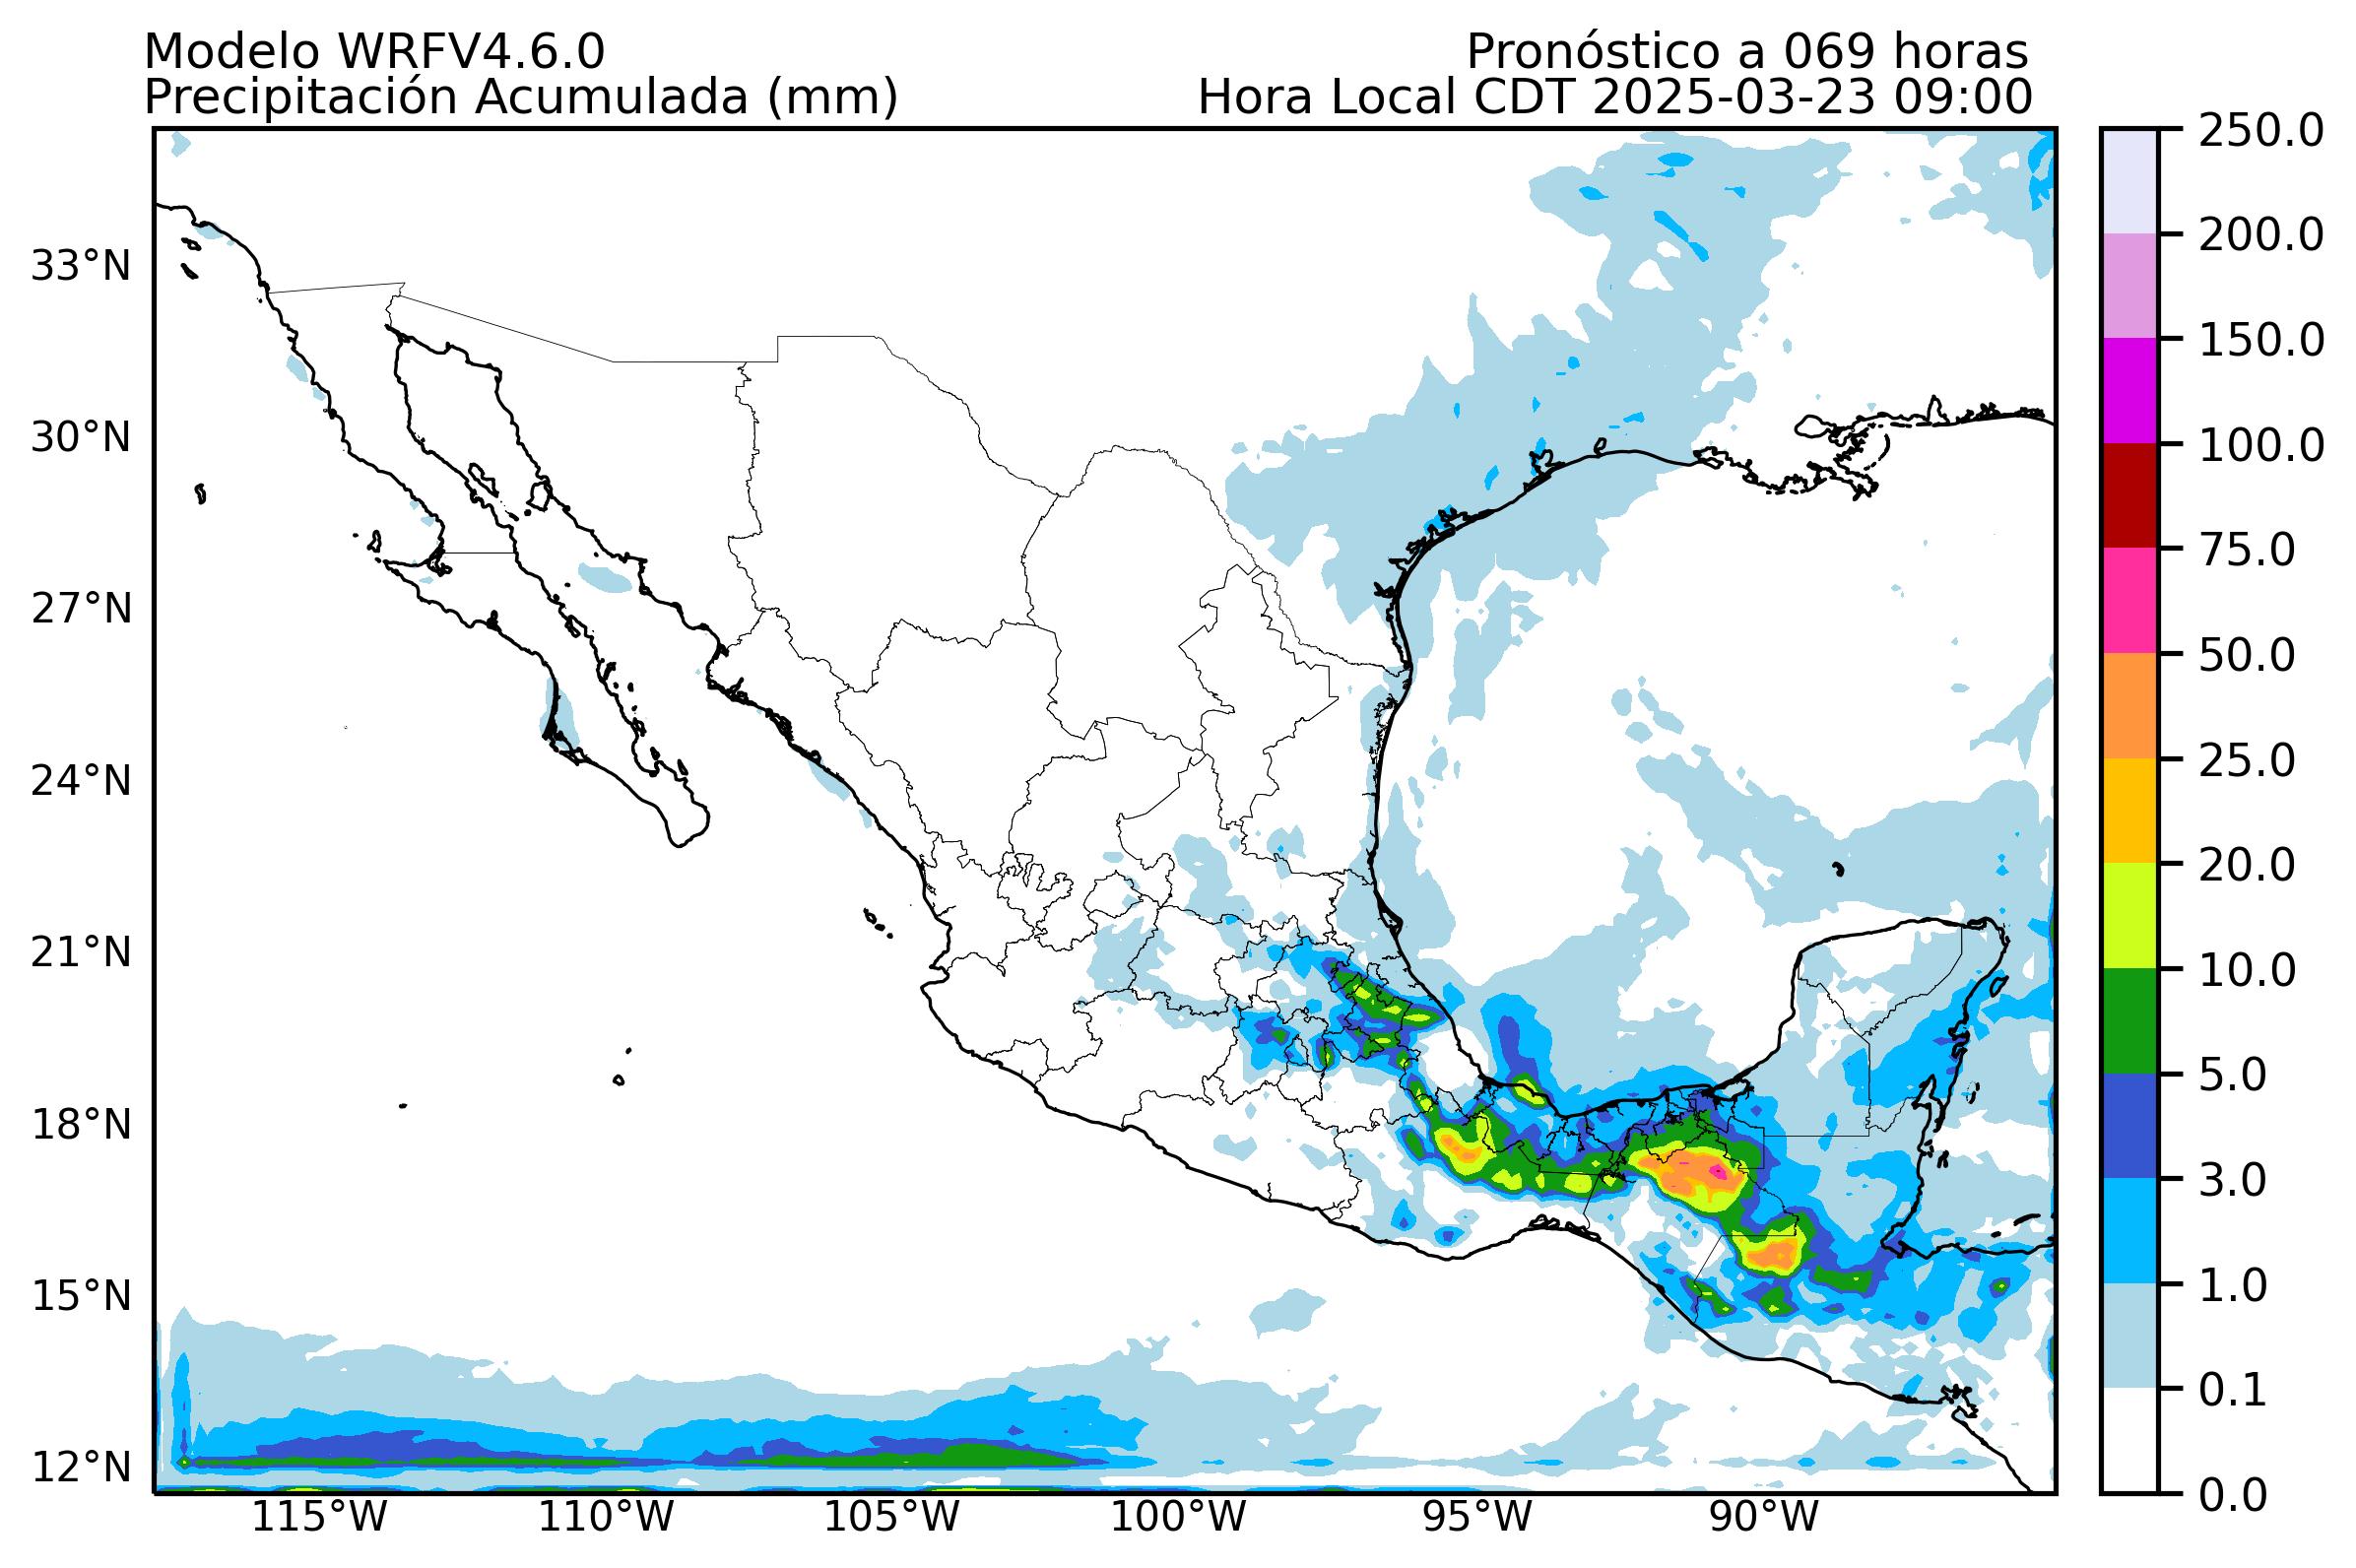 Modelo WRFV4.6.0
Pronóstico a 069 horas
Precipitación Acumulada (mm)
Hora Local CDT 2025-03-23 09:00
33°N
30°N
27°N
24°N
21°N
18°N
15°N
12°N
115°W
110°W
105°W
100°W
95°W
90°W
250.0
200.0
150.0
100.0
75.0
50.0
25.0
20.0
10.0
5.0
3.0
1.0
0.1
0.0